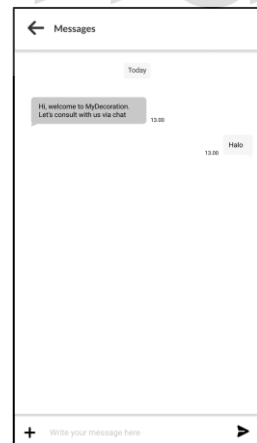 Messages
Today
Hi, welcome to MyDecoration.
Let's consult with us via chat
13.00
Halo
13.00
Write your message here